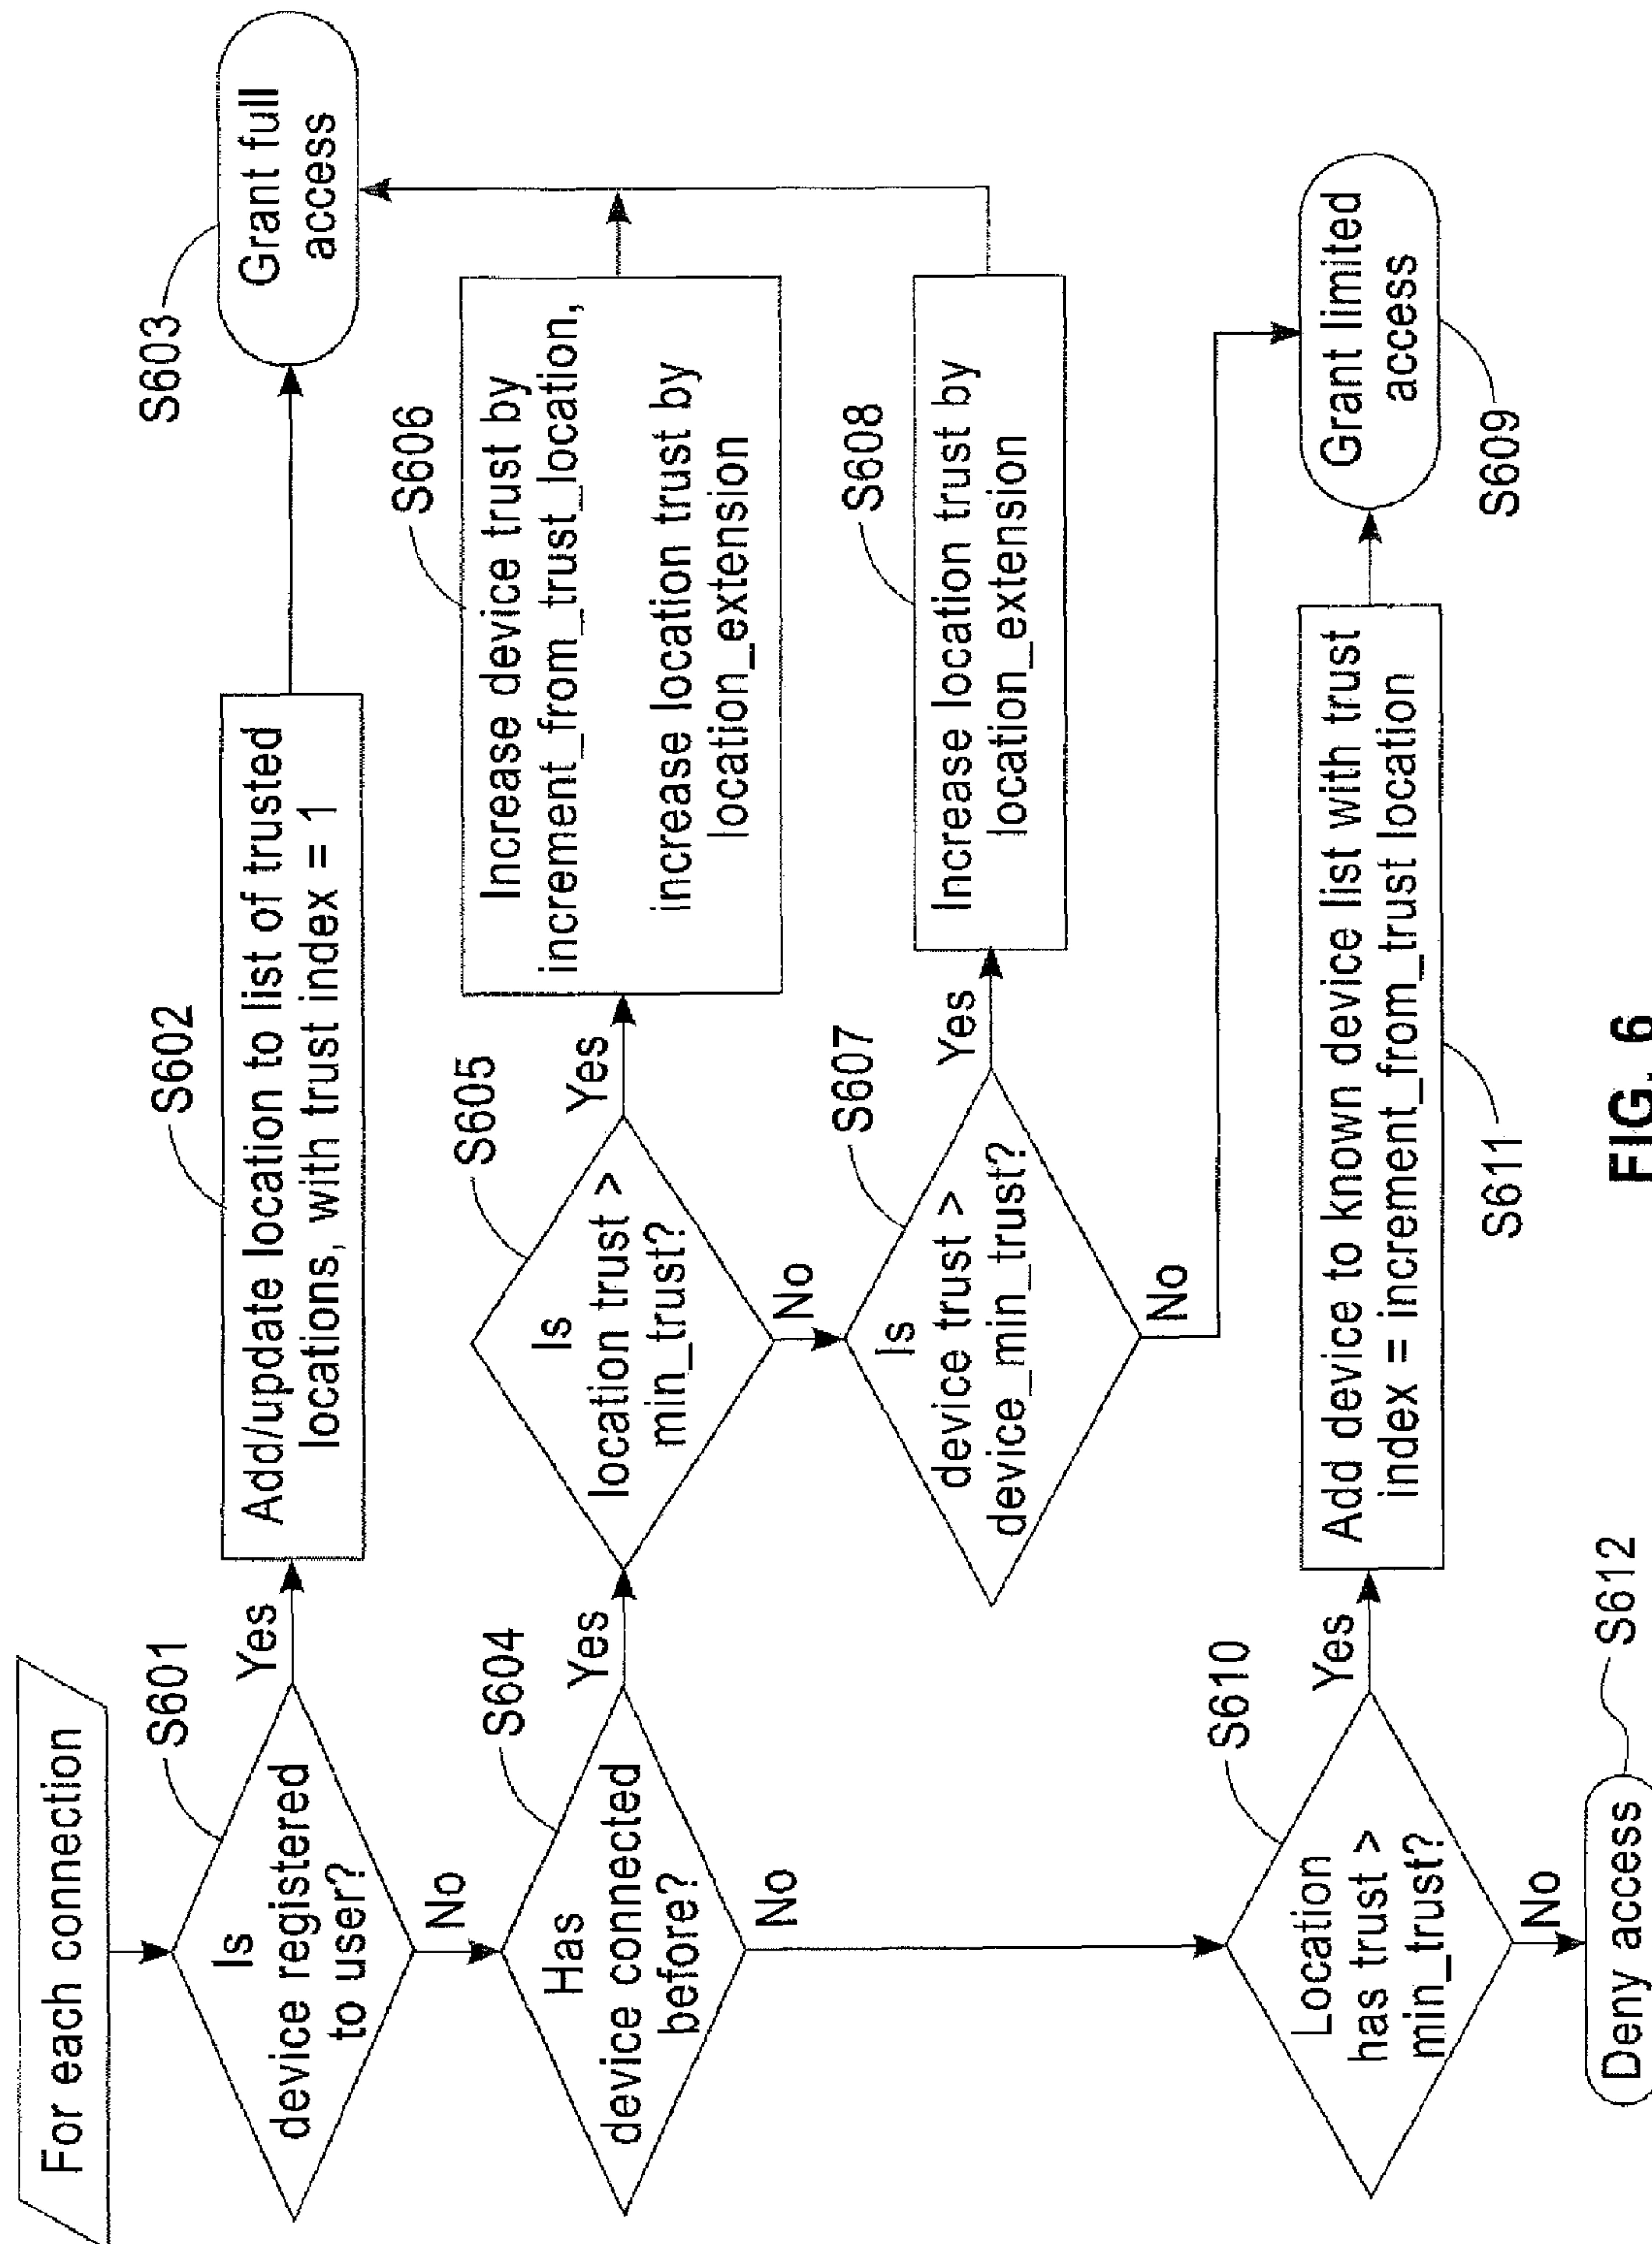 For each connection
S601
Is
device registered
to user?
Yes
No
S602
Add/update location to list of trusted
locations, with trust index = 1
S603
Grant full
access
S604
Has
device connected
before?
Yes
No
S605
Is
location trust >
min_trust?
Yes
No
S606
Increase device trust by
increment_from_trust_location,
increase location trust by
location_extension
S607
Is
device trust >
device_min_trust?
Yes
No
S608
Increase location trust by
location_extension
S610
Location
has trust >
min_trust?
Yes
No
S611
Add device to known device list with trust
index = increment_from_trust location
Grant limited
access
S609
Deny access
S612
FIG. 6